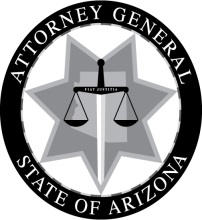 ATTORNEY GENERAL
FIAT JUSTITIA
STATE OF ARIZONA